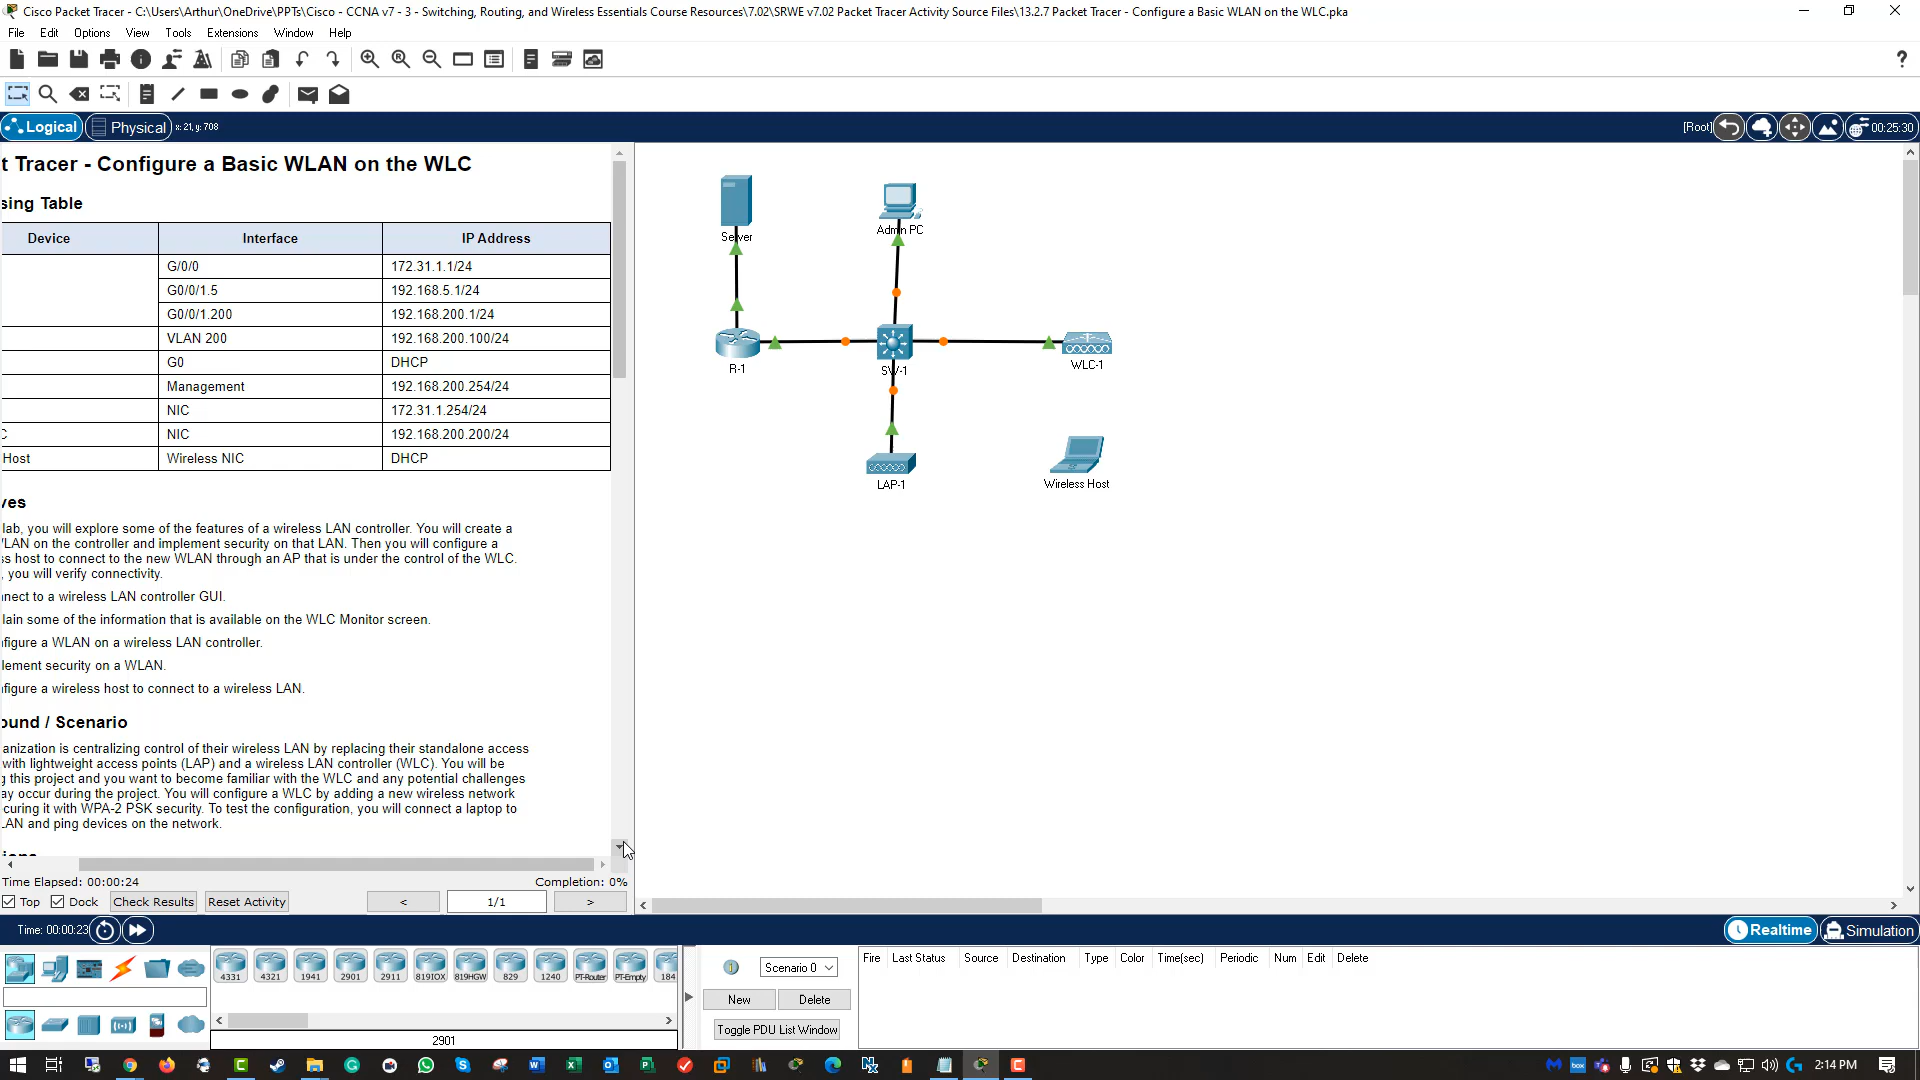 Cisco Packet Tracer - C:\Users\Arthur\OneDrive\PPTs\Cisco - CCNA v7 - 3 - Switching, Routing, and Wireless Essentials Course Resources\7.02\SRWE v7.02 Packet Tracer Activity Source Files\13.2.7 Packet Tracer - Configure a Basic WLAN on the WLC.pka
File Edit Options View Tools Extensions Window Help
Logical Physical x: 21, y: 708 [Root] 00:25:30
t Tracer - Configure a Basic WLAN on the WLC
sing Table
Device Interface IP Address
G/0/0 172.31.1.1/24
G0/0/1.5 192.168.5.1/24
G0/0/1.200 192.168.200.1/24
VLAN 200 192.168.200.100/24
G0 DHCP
Management 192.168.200.254/24
NIC 172.31.1.254/24
C NIC 192.168.200.200/24
Host Wireless NIC DHCP
ves
lab, you will explore some of the features of a wireless LAN controller. You will create a
VLAN on the controller and implement security on that LAN. Then you will configure a
ss host to connect to the new WLAN through an AP that is under the control of the WLC.
, you will verify connectivity.
nnect to a wireless LAN controller GUI.
lain some of the information that is available on the WLC Monitor screen.
nfigure a WLAN on a wireless LAN controller.
lement security on a WLAN.
nfigure a wireless host to connect to a wireless LAN.
ound / Scenario
anization is centralizing control of their wireless LAN by replacing their standalone access
with lightweight access points (LAP) and a wireless LAN controller (WLC). You will be
g this project and you want to become familiar with the WLC and any potential challenges
ay occur during the project. You will configure a WLC by adding a new wireless network
curing it with WPA-2 PSK security. To test the configuration, you will connect a laptop to
LAN and ping devices on the network.
Time Elapsed: 00:00:24 Completion: 0%
Top Dock Check Results Reset Activity < 1/1 >
Server
Admin PC
R-1
SW-1
WLC-1
LAP-1
Wireless Host
Time: 00:00:23 Realtime Simulation
4331 4321 1941 2901 2911 819IOX 819HGW 829 1240 PT-Router PT-Empty 184
2901
Scenario 0
New Delete
Toggle PDU List Window
Fire Last Status Source Destination Type Color Time(sec) Periodic Num Edit Delete
2:14 PM